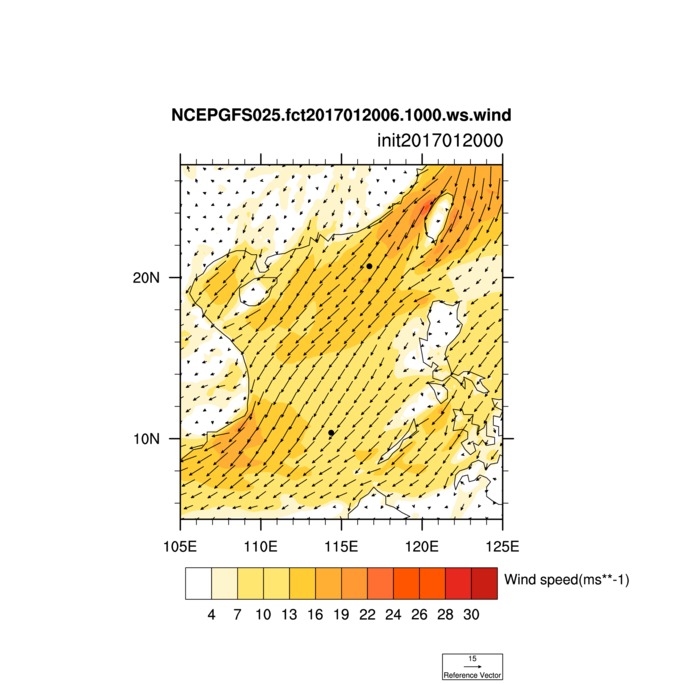 NCEPGFS025.fct2017012006.1000.ws.wind
init2017012000
20N
10N
105E 110E 115E 120E 125E
Wind speed(ms**-1)
4 7 10 13 16 19 22 24 26 28 30
15
Reference Vector